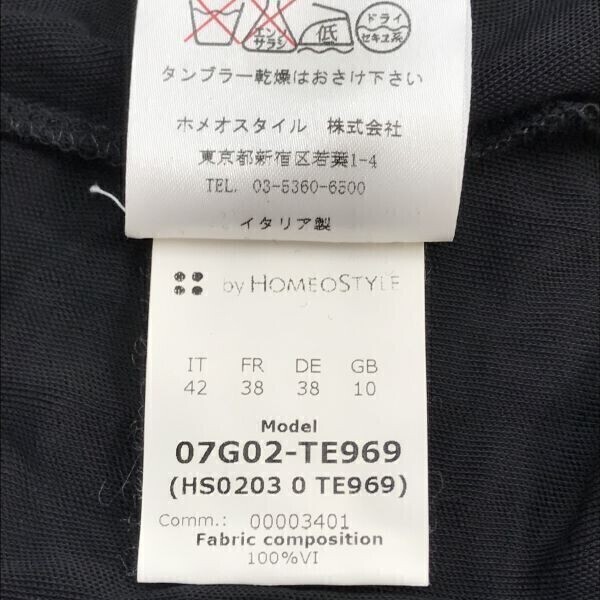 エンソ
サラシ
低
ドライ
セキユ系
タンブラー乾燥はおさけ下さい
ホメオスタイル 株式会社
東京都新宿区若葉1-4
TEL. 03-5360-6500
イタリア製
by HOMEOSTYLE
IT FR DE GB
42 38 38 10
Model
07G02-TE969
(HS0203 0 TE969)
Comm.: 00003401
Fabric composition
100%VI